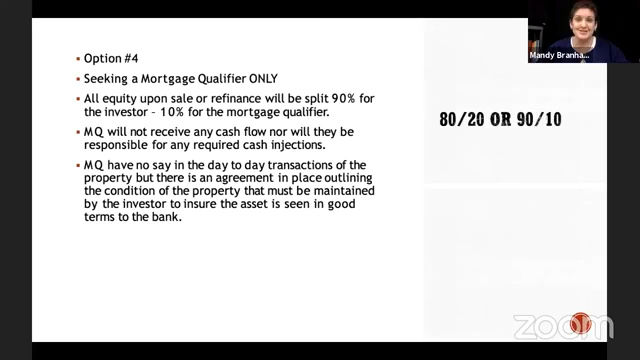 Option #4
Seeking a Mortgage Qualifier ONLY
All equity upon sale or refinance will be split 90% for
the investor – 10% for the mortgage qualifier.
MQ will not receive any cash flow nor will they be
responsible for any required cash injections.
MQ have no say in the day to day transactions of the
property but there is an agreement in place outlining
the condition of the property that must be maintained
by the investor to insure the asset is seen in good
terms to the bank.
80/20 OR 90/10
Mandy Branha...
zoom